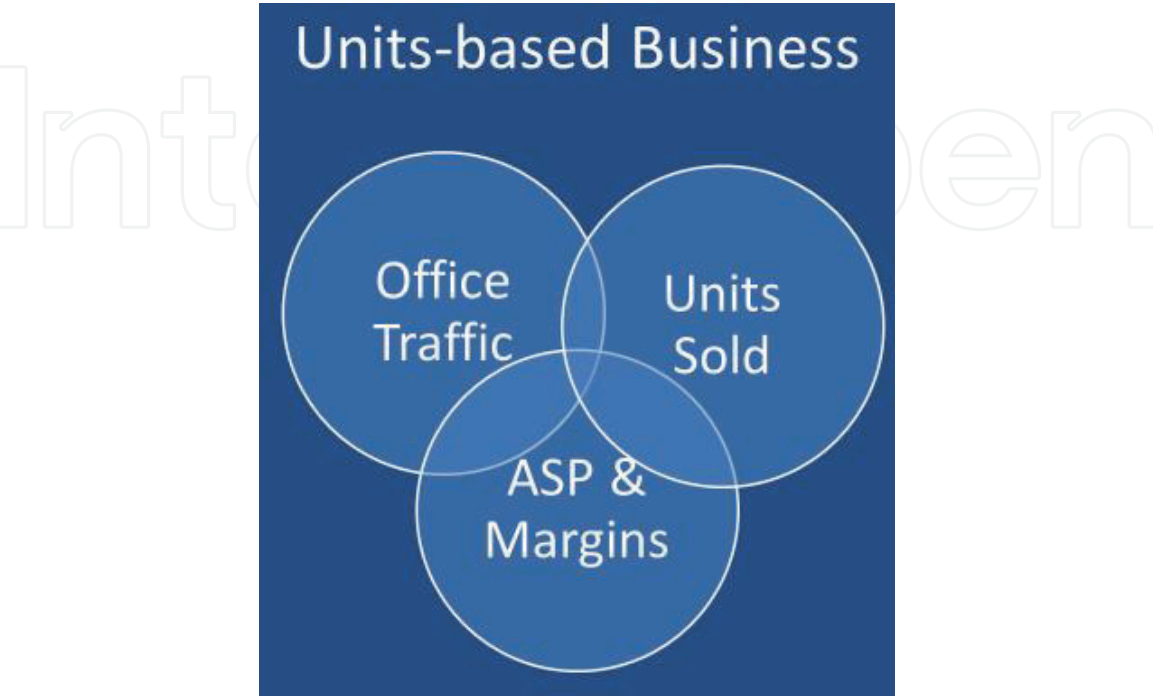 Units-based Business
Office
Traffic
Units
Sold
ASP &
Margins